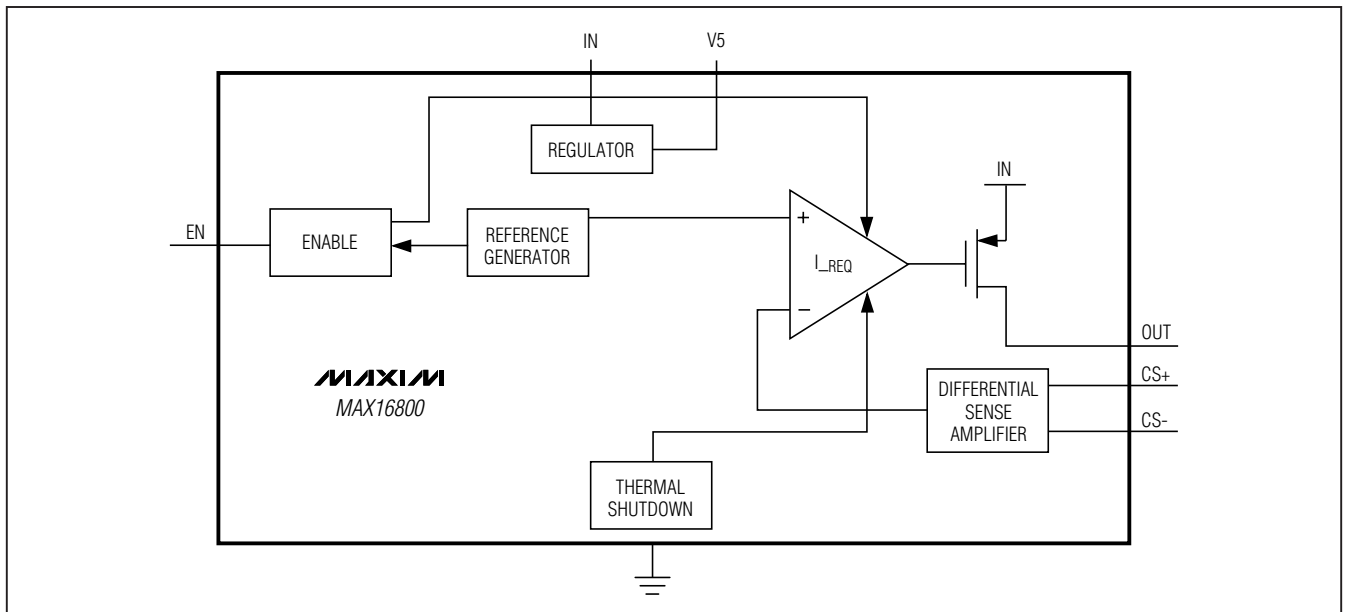 IN
V5
REGULATOR
IN
EN
ENABLE
REFERENCE
GENERATOR
+
I_REQ
−
OUT
CS+
DIFFERENTIAL
SENSE
AMPLIFIER
CS-
MAXIM
MAX16800
THERMAL
SHUTDOWN